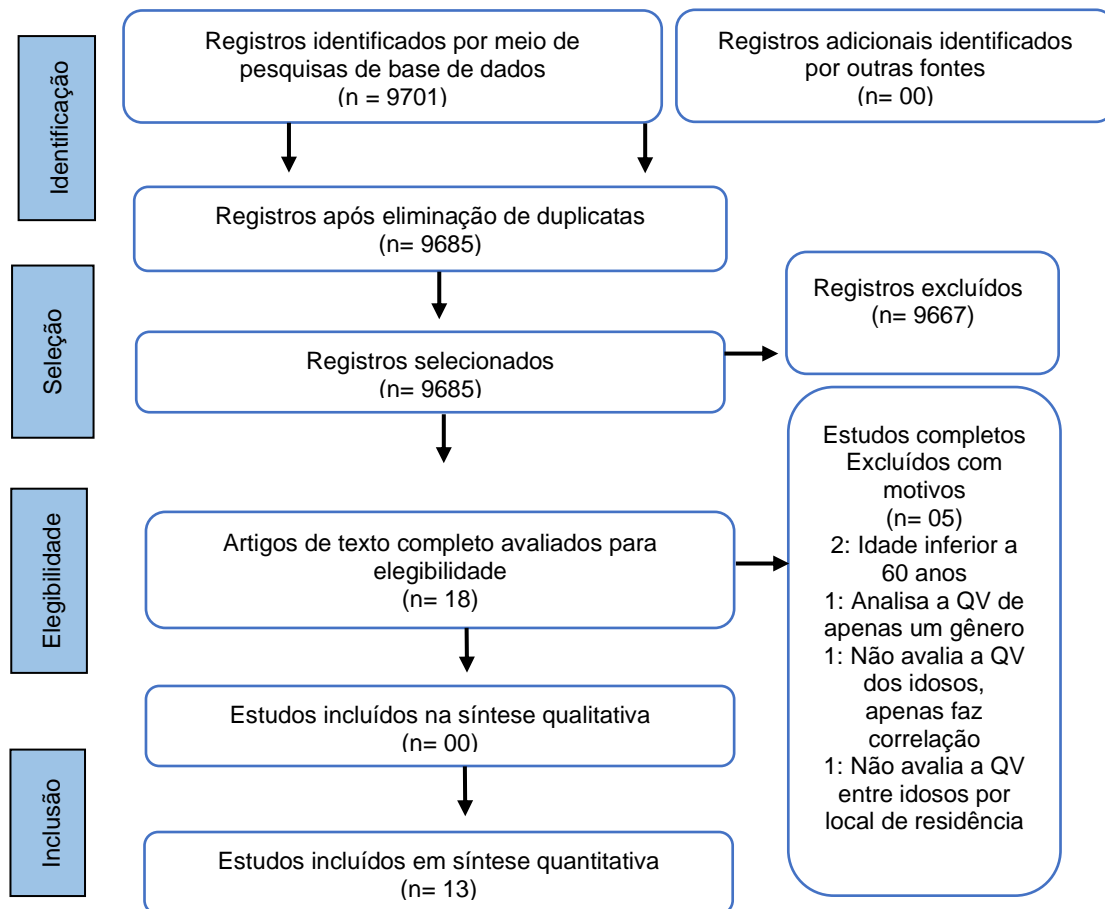 Identificação
Registros identificados por meio de
pesquisas de base de dados
(n = 9701)
Registros adicionais identificados
por outras fontes
(n= 00)
Registros após eliminação de duplicatas
(n= 9685)
Seleção
Registros selecionados
(n= 9685)
Registros excluídos
(n= 9667)
Elegibilidade
Artigos de texto completo avaliados para
elegibilidade
(n= 18)
Estudos completos
Excluídos com
motivos
(n= 05)
2: Idade inferior a
60 anos
1: Analisa a QV de
apenas um gênero
1: Não avalia a QV
dos idosos,
apenas faz
correlação
1: Não avalia a QV
entre idosos por
local de residência
Estudos incluídos na síntese qualitativa
(n= 00)
Inclusão
Estudos incluídos em síntese quantitativa
(n= 13)